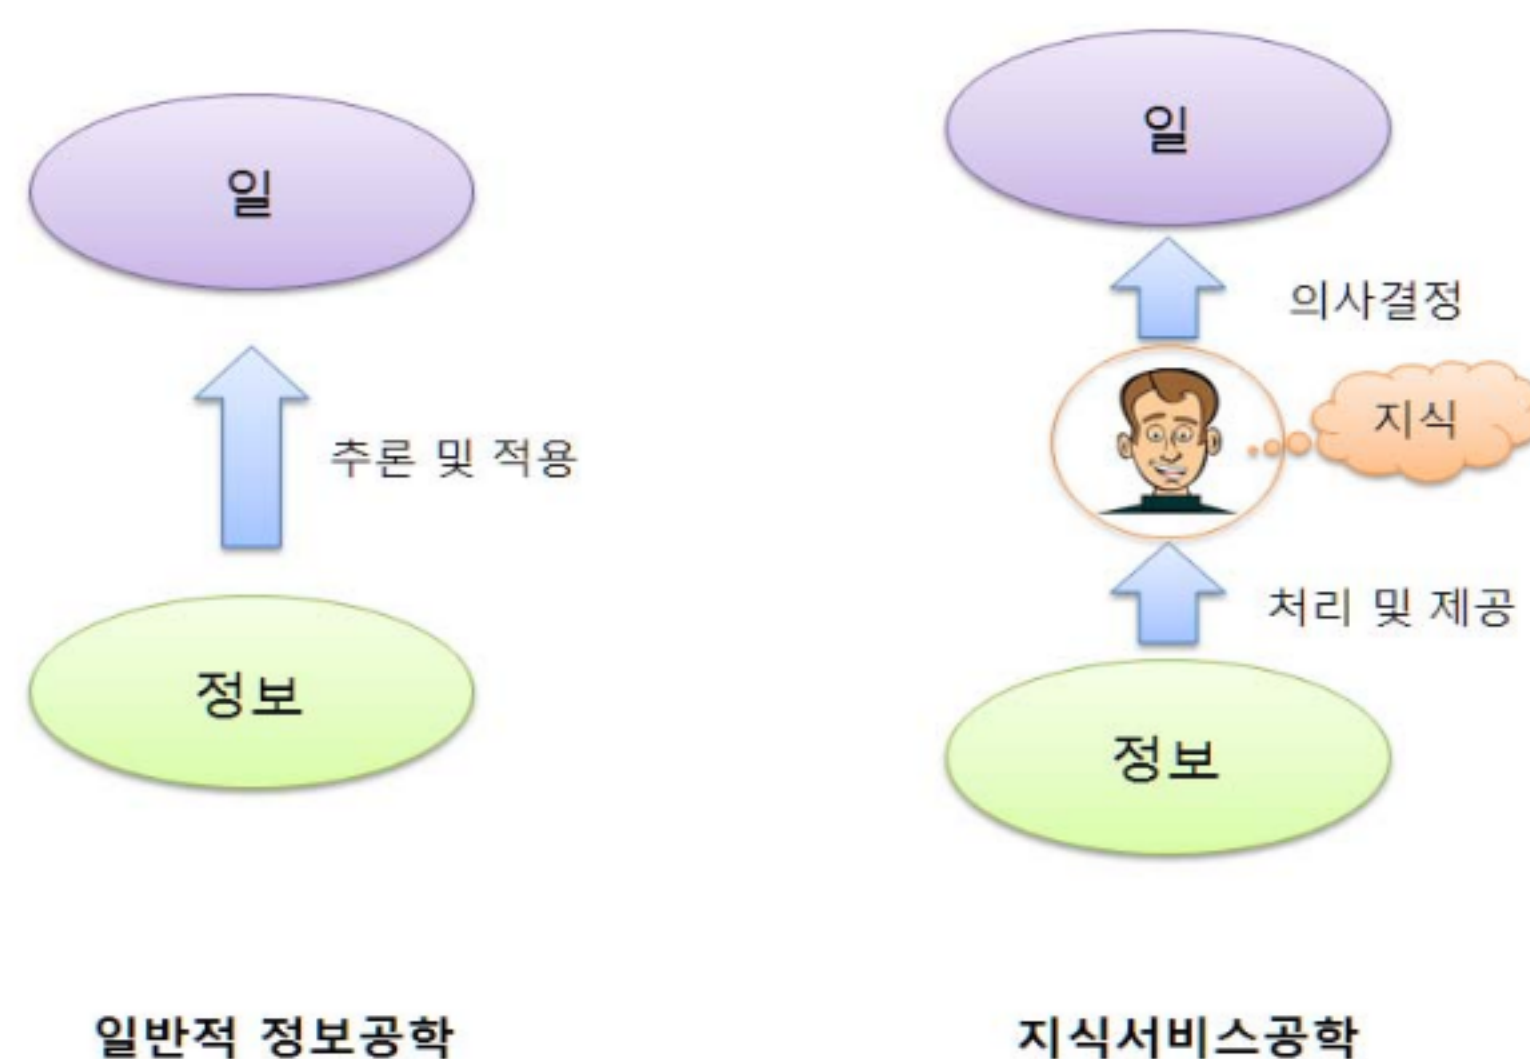 일
추론 및 적용
정보
일반적 정보공학
일
의사결정
지식
처리 및 제공
정보
지식서비스공학